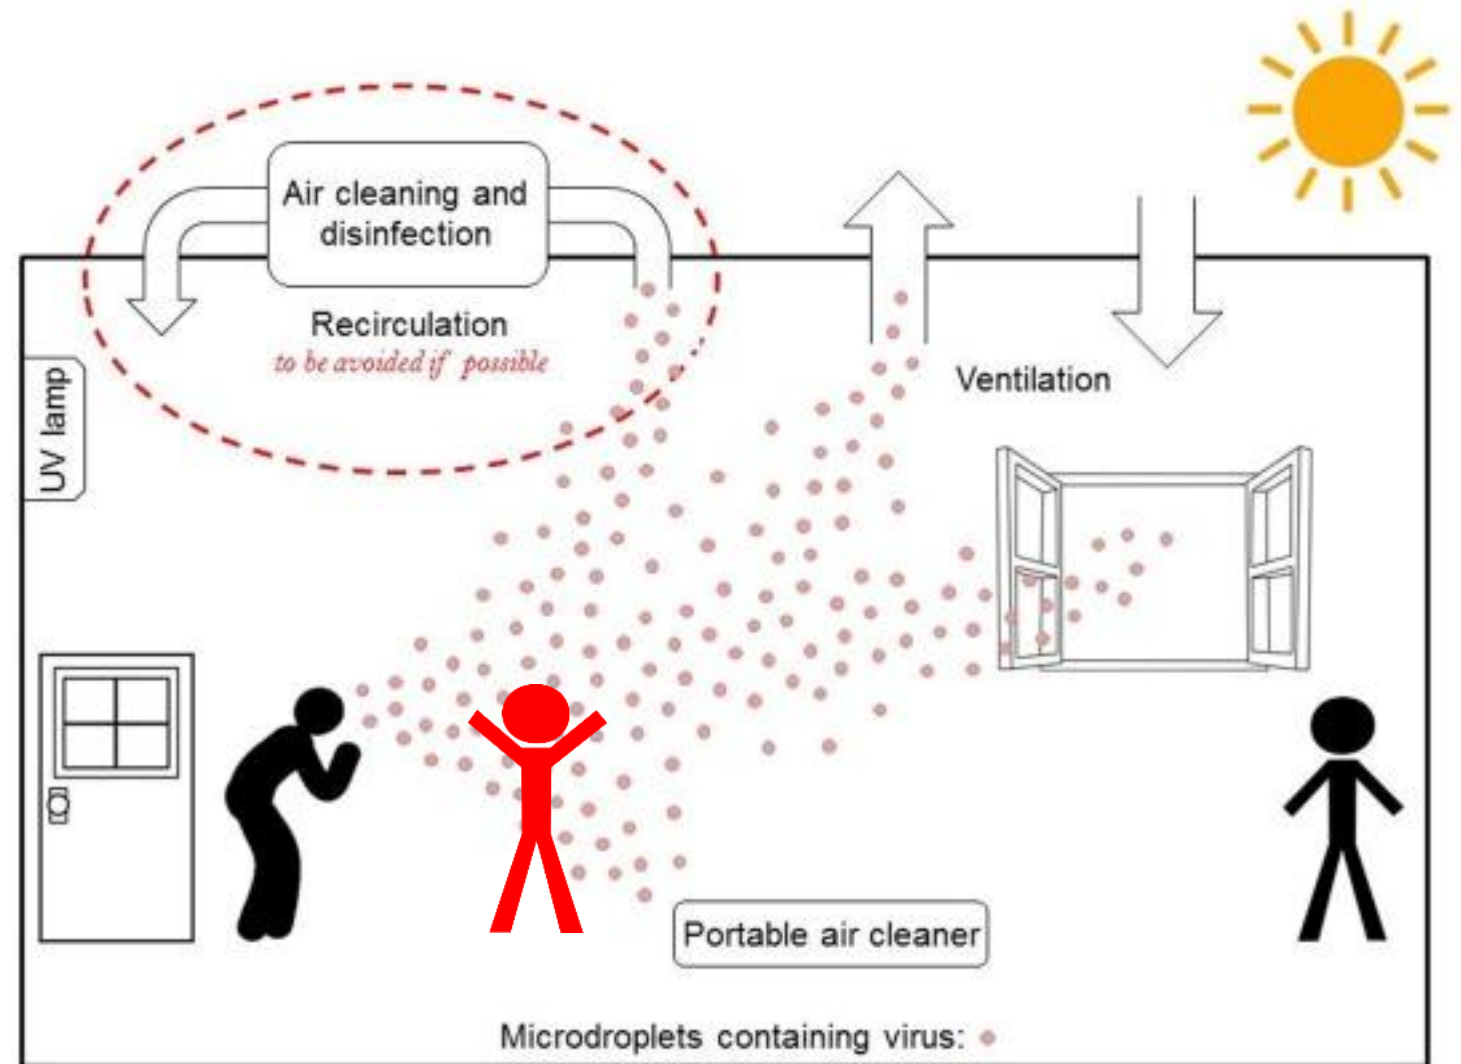 Air cleaning and
disinfection
Recirculation
to be avoided if possible
Ventilation
UV lamp
Portable air cleaner
Microdroplets containing virus: